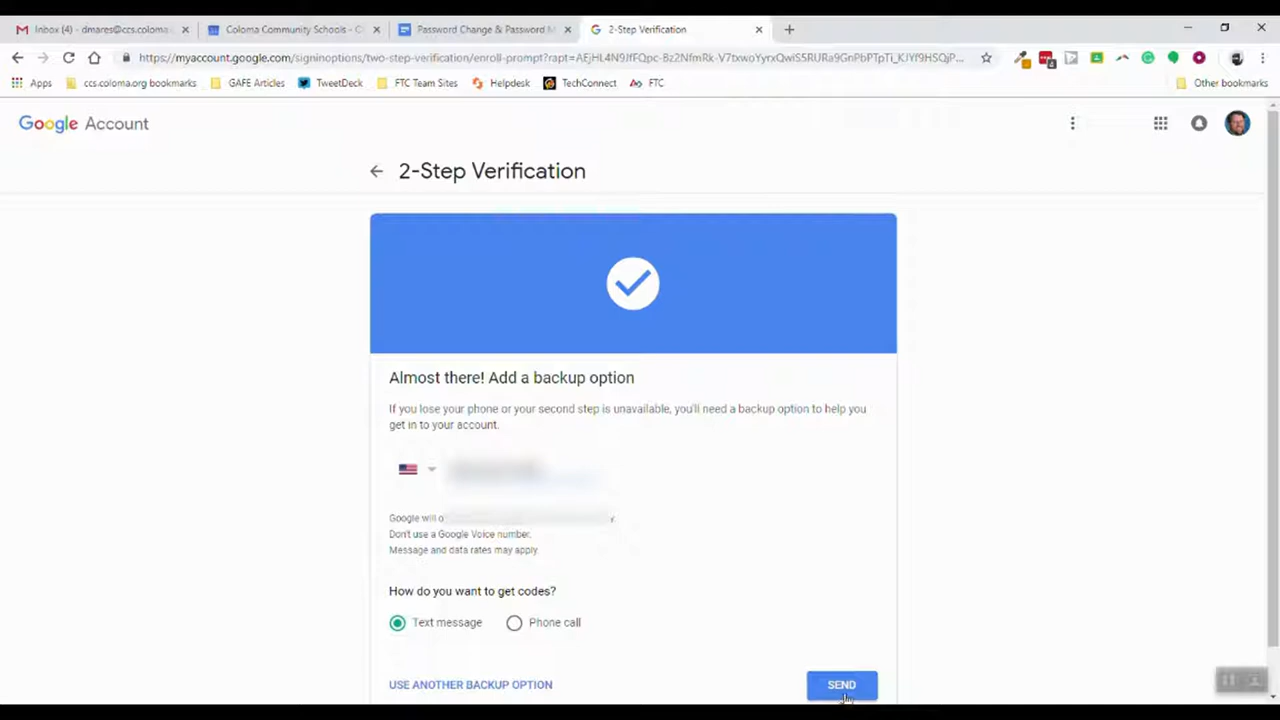 Inbox (4) - dmares@ccs.coloma.
Coloma Community Schools - C
Password Change & Password M
2-Step Verification
https://myaccount.google.com/signinoptions/two-step-verification/enroll-prompt?rapt=
Apps
ccs.coloma.org bookmarks
GAFE Articles
TweetDeck
FTC Team Sites
Helpdesk
TechConnect
FTC
Other bookmarks
Google Account
2-Step Verification
Almost there! Add a backup option
If you lose your phone or your second step is unavailable, you'll need a backup option to help you
get in to your account.
Google will o
Don't use a Google Voice number.
Message and data rates may apply.
How do you want to get codes?
Text message
Phone call
USE ANOTHER BACKUP OPTION
SEND